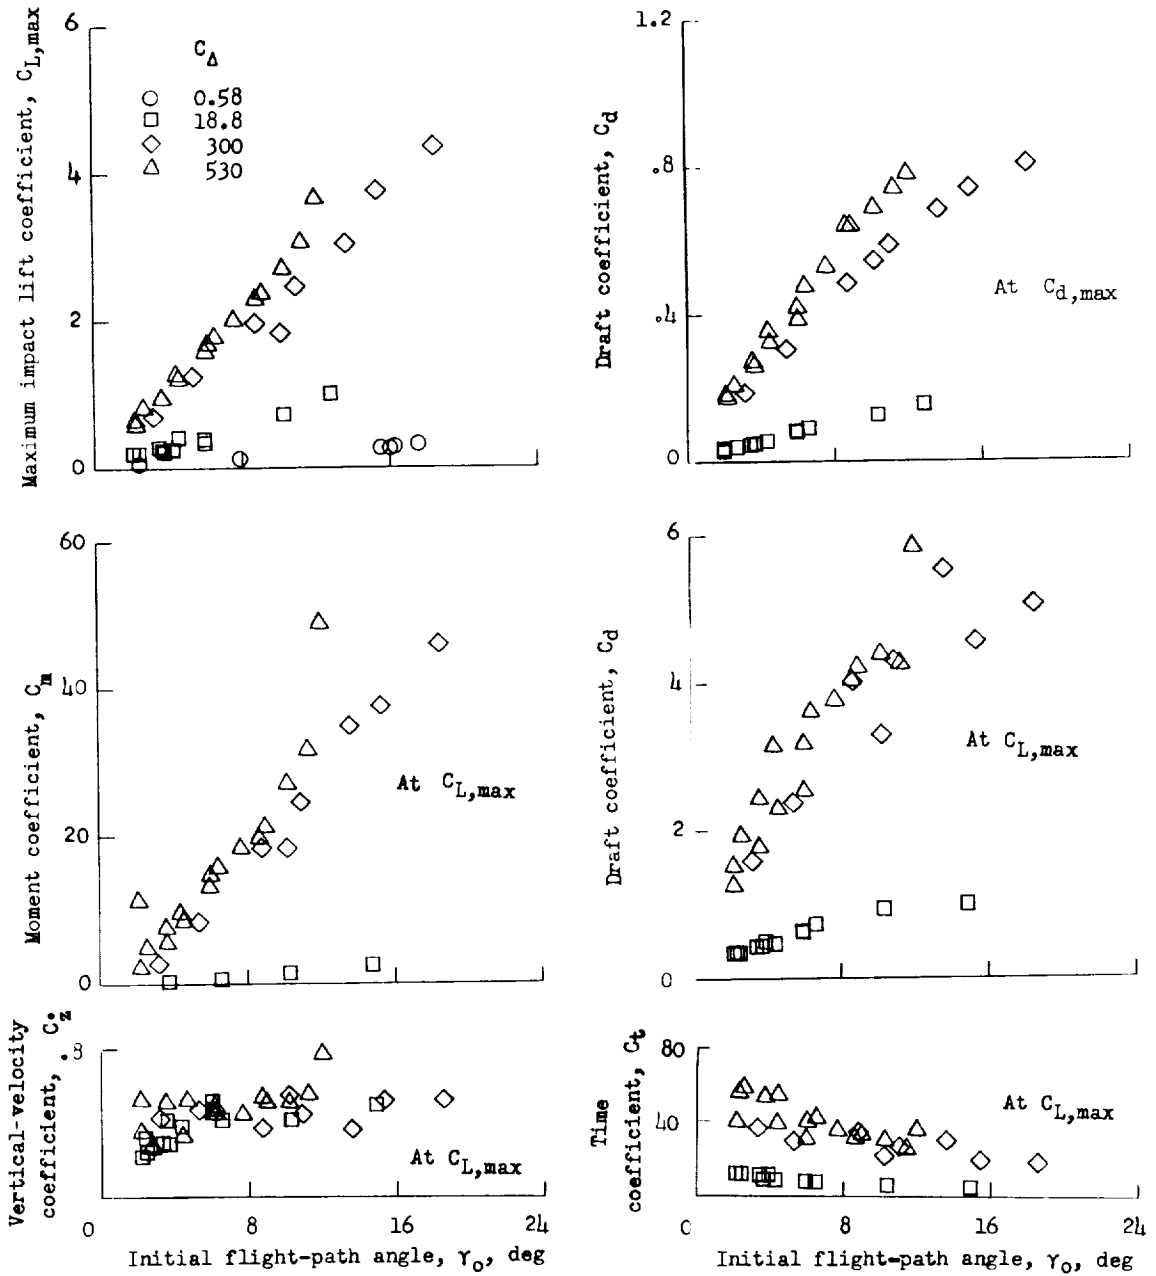 Maximum impact lift coefficient, C_L,max
6
4
2
0
C_Δ
0.58
18.8
300
530
Draft coefficient, C_d
1.2
.8
.4
0
At C_d,max
Moment coefficient, C_m
60
40
20
0
At C_L,max
Draft coefficient, C_d
6
4
2
0
At C_L,max
Vertical-velocity
coefficient, C_ż
.8
0
8
16
24
At C_L,max
Initial flight-path angle, γ_o, deg
Time
coefficient, C_t
80
40
0
8
16
24
At C_L,max
Initial flight-path angle, γ_o, deg